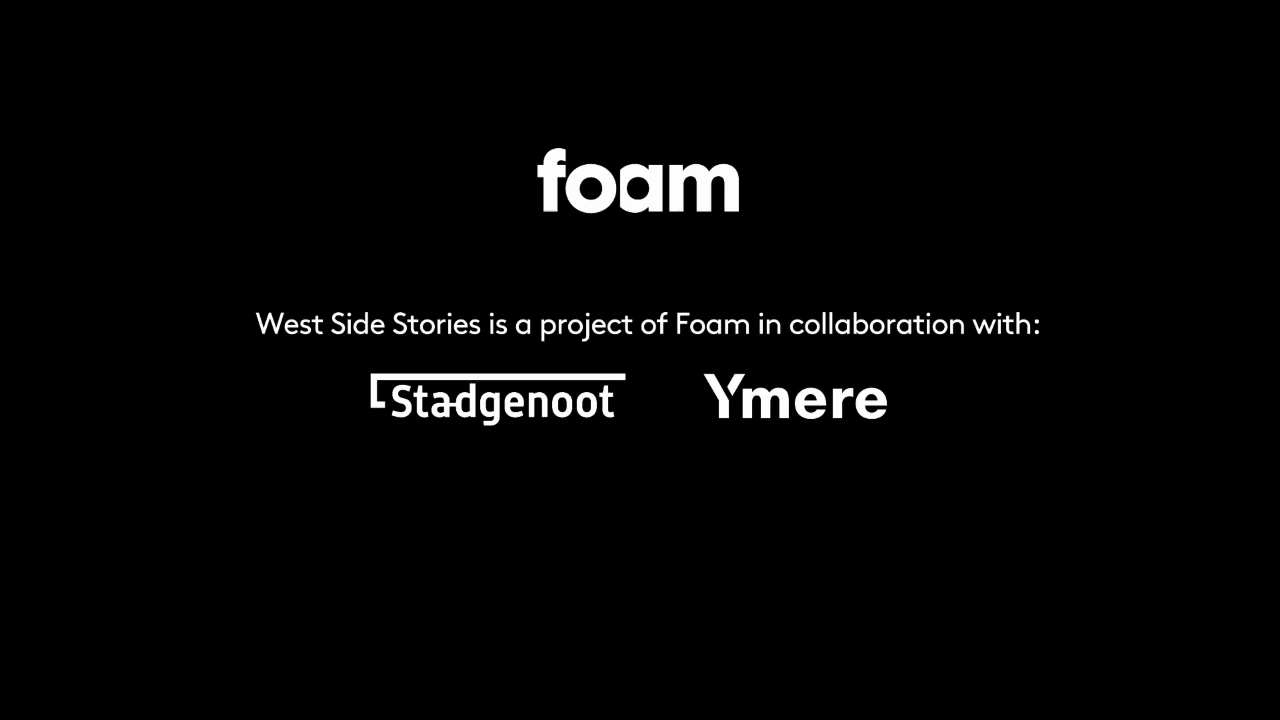 foam
West Side Stories is a project of Foam in collaboration with:
Stadgenoot Ymere